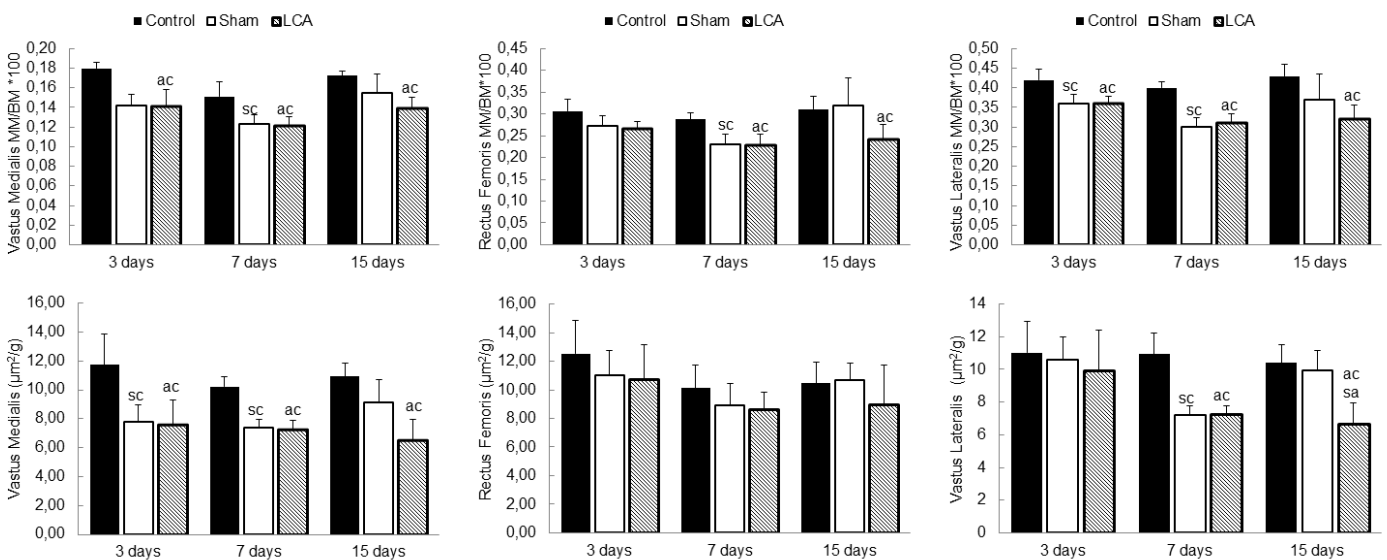 Control Sham LCA
Vastus Medialis MM/BM *100
0,20
0,18
0,16
0,14
0,12
0,10
0,08
0,06
0,04
0,02
0,00
ac
sc ac
ac
3 days 7 days 15 days
Control Sham LCA
Rectus Femoris MM/BM*100
0,45
0,40
0,35
0,30
0,25
0,20
0,15
0,10
0,05
0,00
sc ac
ac
3 days 7 days 15 days
Control Sham LCA
Vastus Lateralis MM/BM*100
0,50
0,45
0,40
0,35
0,30
0,25
0,20
0,15
0,10
0,05
0,00
sc ac
sc ac
ac
3 days 7 days 15 days
Vastus Medialis (µm²/g)
16,00
14,00
12,00
10,00
8,00
6,00
4,00
2,00
0,00
sc ac
sc ac
ac
3 days 7 days 15 days
Rectus Femoris (µm²/g)
16,00
14,00
12,00
10,00
8,00
6,00
4,00
2,00
0,00
3 days 7 days 15 days
Vastus Lateralis (µm²/g)
14
12
10
8
6
4
2
0
sc ac
ac
sa
3 days 7 days 15 days